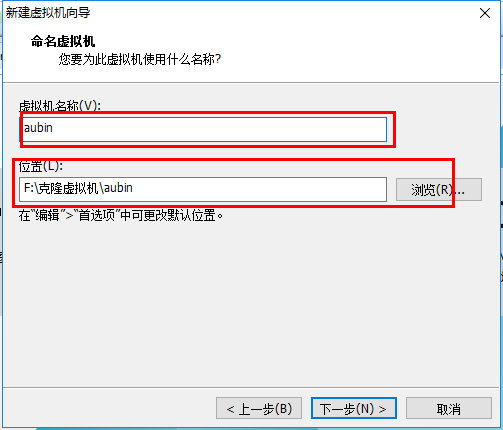 新建虚拟机向导
命名虚拟机
您要为此虚拟机使用什么名称?
虚拟机名称(V):
aubin
位置(L):
F:\克隆虚拟机\aubin
浏览(R)...
在“编辑”>“首选项”中可更改默认位置。
< 上一步(B)
下一步(N) >
取消